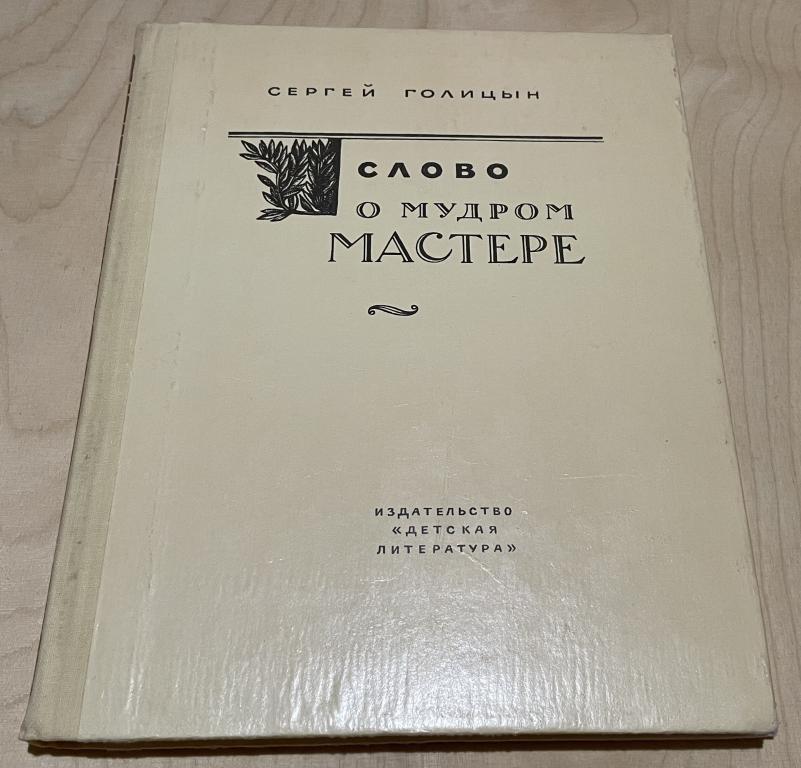 СЕРГЕЙ ГОЛИЦЫН
СЛОВО
О МУДРОМ
МАСТЕРЕ
ИЗДАТЕЛЬСТВО
«ДЕТСКАЯ
ЛИТЕРАТУРА»